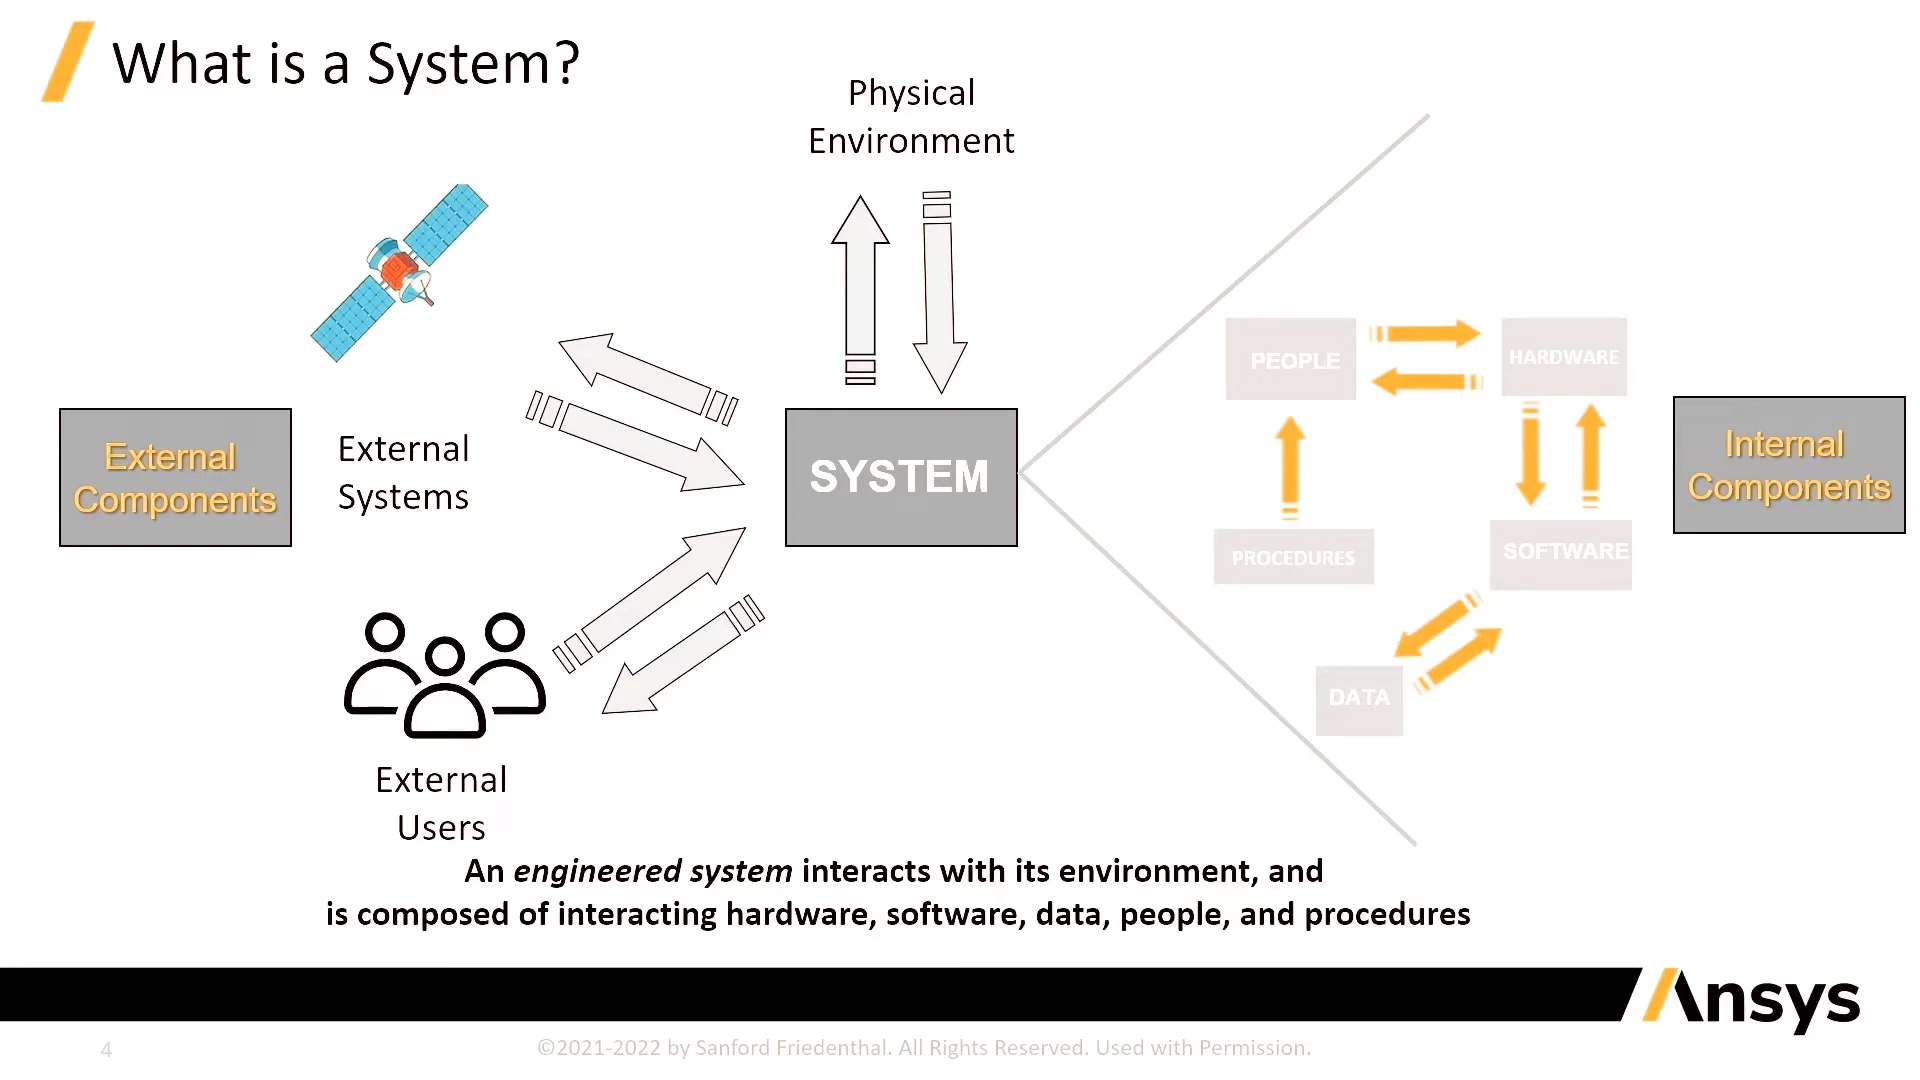 What is a System?
Physical
Environment
External
Components
External
Systems
SYSTEM
PEOPLE
HARDWARE
PROCEDURES
SOFTWARE
DATA
Internal
Components
External
Users
An engineered system interacts with its environment, and
is composed of interacting hardware, software, data, people, and procedures
Ansys
4
©2021-2022 by Sanford Friedenthal. All Rights Reserved. Used with Permission.